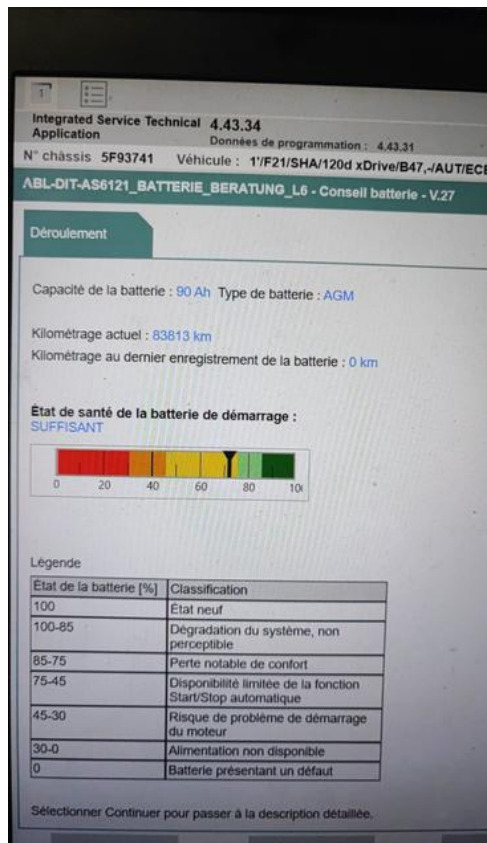 1
Integrated Service Technical Application 4.43.34
Données de programmation : 4.43.31
N° châssis 5F93741 Véhicule : 1'/F21/SHA/120d xDrive/B47,-/AUT/ECE
ABL-DIT-AS6121_BATTERIE_BERATUNG_L6 - Conseil batterie - V.27
Déroulement
Capacité de la batterie : 90 Ah Type de batterie : AGM
Kilométrage actuel : 83813 km
Kilométrage au dernier enregistrement de la batterie : 0 km
État de santé de la batterie de démarrage :
SUFFISANT
0 20 40 60 80 10
Légende
État de la batterie [%] Classification
100 État neuf
100-85 Dégradation du système, non
perceptible
85-75 Perte notable de confort
75-45 Disponibilité limitée de la fonction
Start/Stop automatique
45-30 Risque de problème de démarrage
du moteur
30-0 Alimentation non disponible
0 Batterie présentant un défaut
Sélectionner Continuer pour passer à la description détaillée.